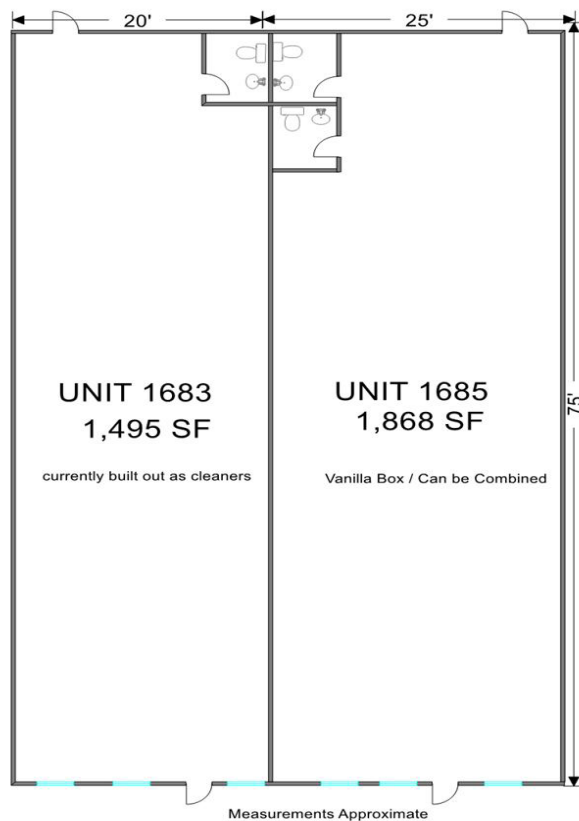 20'
25'
75'
UNIT 1683
1,495 SF
currently built out as cleaners
UNIT 1685
1,868 SF
Vanilla Box / Can be Combined
Measurements Approximate